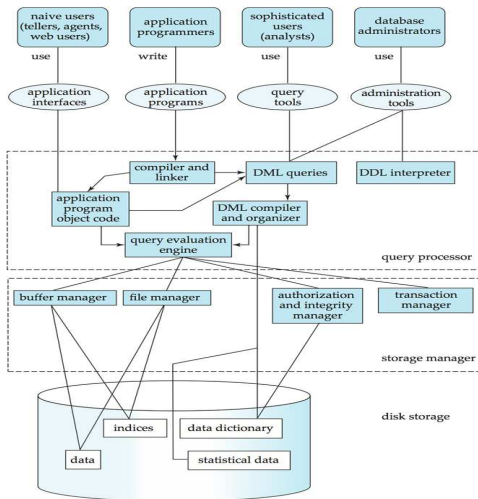 naive users
(tellers, agents,
web users)
application
programmers
sophisticated
users
(analysts)
database
administrators
use
write
use
use
application
interfaces
application
programs
query
tools
administration
tools
compiler and
linker
DML queries
DDL interpreter
application
program
object code
DML compiler
and organizer
query evaluation
engine
query processor
buffer manager
file manager
authorization
and integrity
manager
transaction
manager
storage manager
disk storage
indices
data dictionary
data
statistical data